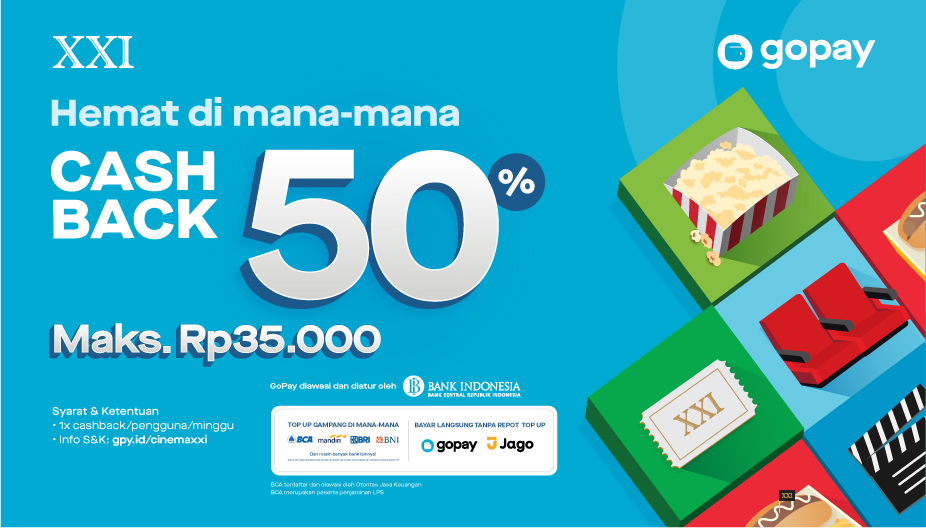 XXI
gopay
Hemat di mana-mana
CASH
BACK
50%
Maks. Rp35.000
GoPay diawasi dan diatur oleh
BANK INDONESIA
BANK SENTRAL REPUBLIK INDONESIA
Syarat & Ketentuan
• 1x cashback/pengguna/minggu
• Info S&K: gpy.id/cinemaxxi
TOP UP GAMPANG DI MANA-MANA
BCA mandiri BRI BNI
Dan masih banyak bank lainnya!
BAYAR LANGSUNG TANPA REPOT TOP UP
gopay Jago
BCA terdaftar dan diawasi oleh Otoritas Jasa Keuangan
BCA merupakan peserta penjaminan LPS
XXI
XXI